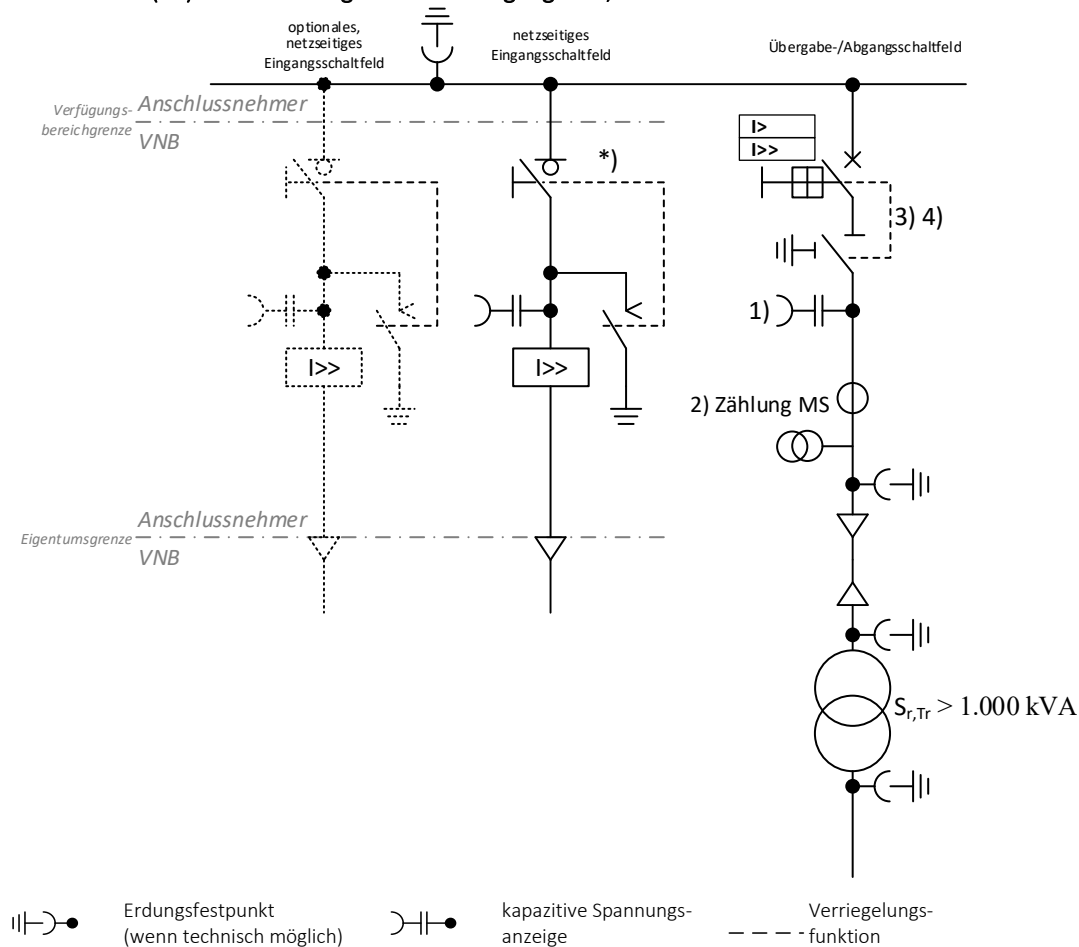 optionales,
netzseitiges
Eingangsschaltfeld
netzseitiges
Eingangsschaltfeld
Übergabe-/Abgangsschaltfeld
Verfügungs-
bereichgrenze
Anschlussnehmer
VNB
*)
I>
I>>
3) 4)
1)
I>>
I>>
2) Zählung MS
Eigentumsgrenze
Anschlussnehmer
VNB
Sr,Tr > 1.000 kVA
Erdungsfestpunkt
(wenn technisch möglich)
kapazitive Spannungs-
anzeige
Verriegelungs-
funktion